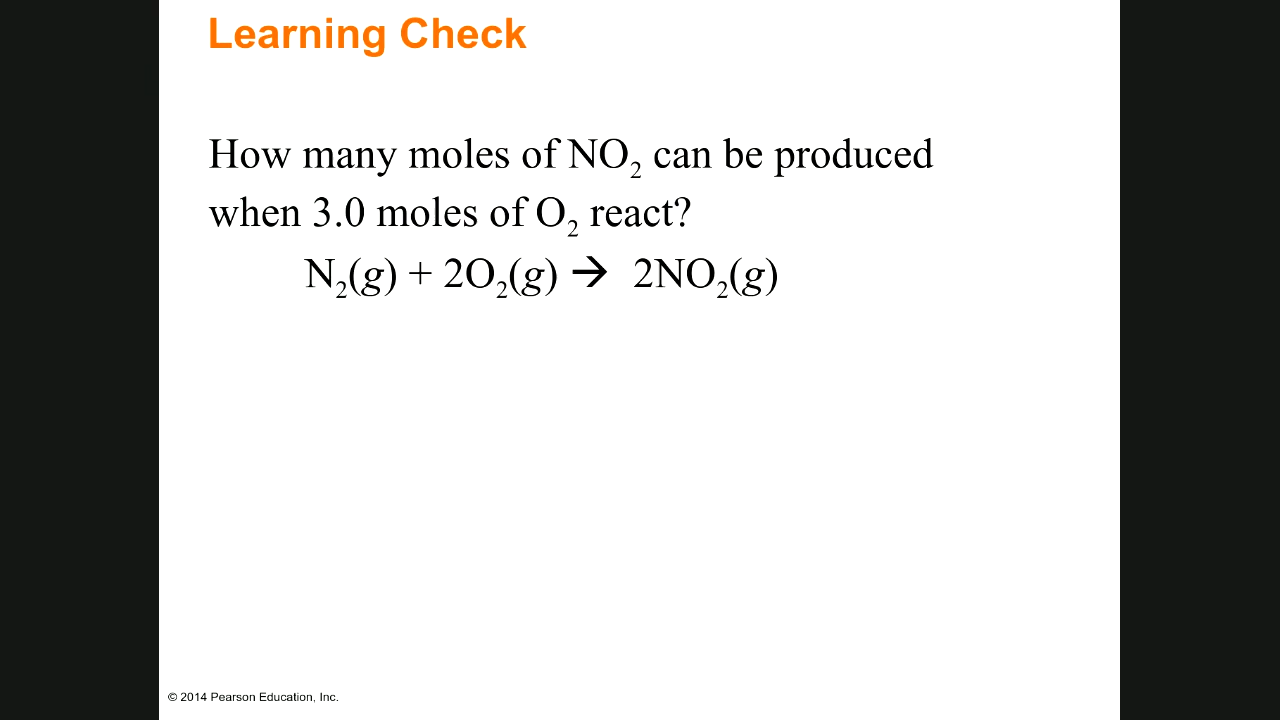 Learning Check
How many moles of NO₂ can be produced
when 3.0 moles of O₂ react?
N₂(g) + 2O₂(g) → 2NO₂(g)
© 2014 Pearson Education, Inc.